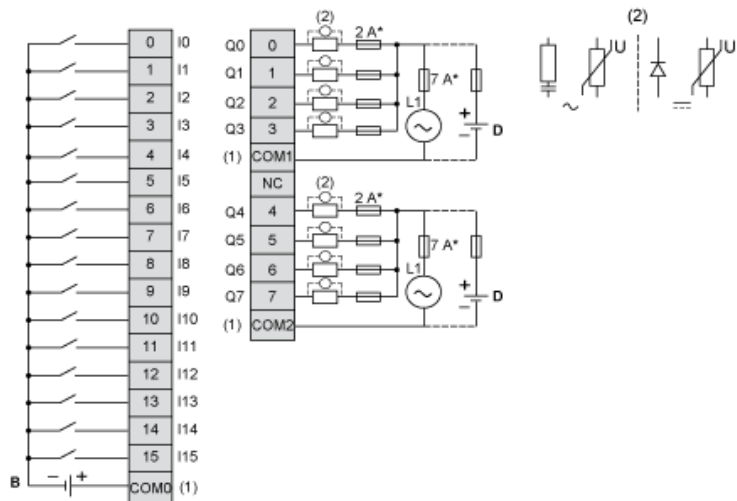 0 I0
1 I1
2 I2
3 I3
4 I4
5 I5
6 I6
7 I7
8 I8
9 I9
10 I10
11 I11
12 I12
13 I13
14 I14
15 I15
B − + COM0 (1)
(2)
Q0 0 2 A*
Q1 1
Q2 2 7 A*
Q3 3 L1 + − D
(1) COM1
NC
(2)
Q4 4 2 A*
Q5 5
Q6 6 7 A*
Q7 7 L1 + − D
(1) COM2
(2)
U U
~